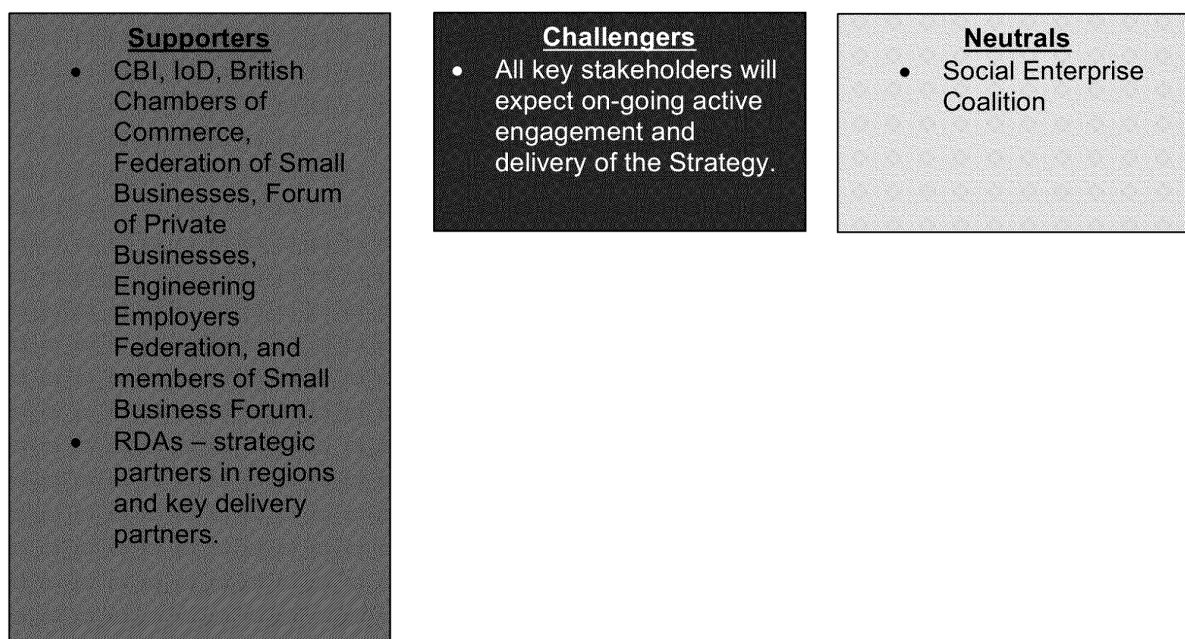 Supporters
• CBI, IoD, British
Chambers of
Commerce,
Federation of Small
Businesses, Forum
of Private
Businesses,
Engineering
Employers
Federation, and
members of Small
Business Forum.
• RDAs – strategic
partners in regions
and key delivery
partners.
Challengers
• All key stakeholders will
expect on-going active
engagement and
delivery of the Strategy.
Neutrals
• Social Enterprise
Coalition